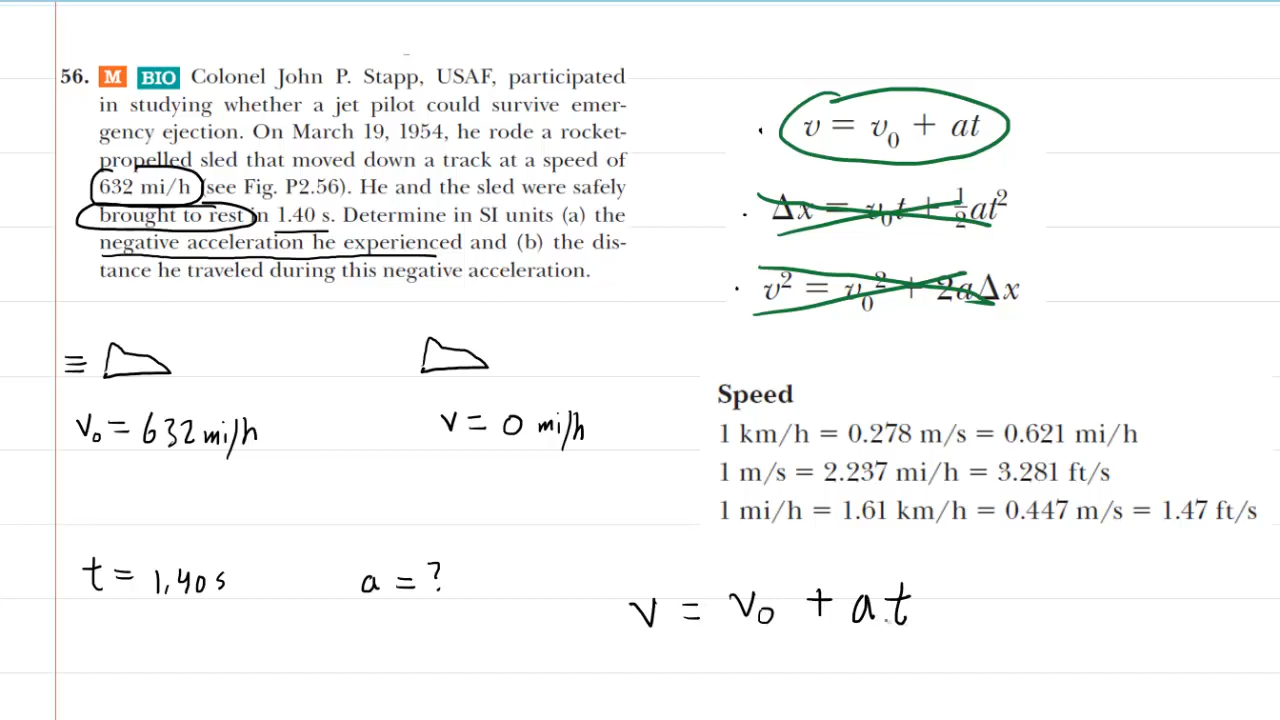 56. M BIO Colonel John P. Stapp, USAF, participated
in studying whether a jet pilot could survive emer-
gency ejection. On March 19, 1954, he rode a rocket-
propelled sled that moved down a track at a speed of
632 mi/h (see Fig. P2.56). He and the sled were safely
brought to rest in 1.40 s. Determine in SI units (a) the
negative acceleration he experienced and (b) the dis-
tance he traveled during this negative acceleration.
v = v₀ + at
Δx = v₀t + ½at²
v² = v₀² + 2aΔx
v₀ = 632 mi/h
v = 0 mi/h
Speed
1 km/h = 0.278 m/s = 0.621 mi/h
1 m/s = 2.237 mi/h = 3.281 ft/s
1 mi/h = 1.61 km/h = 0.447 m/s = 1.47 ft/s
t = 1.40 s
a = ?
v = v₀ + at